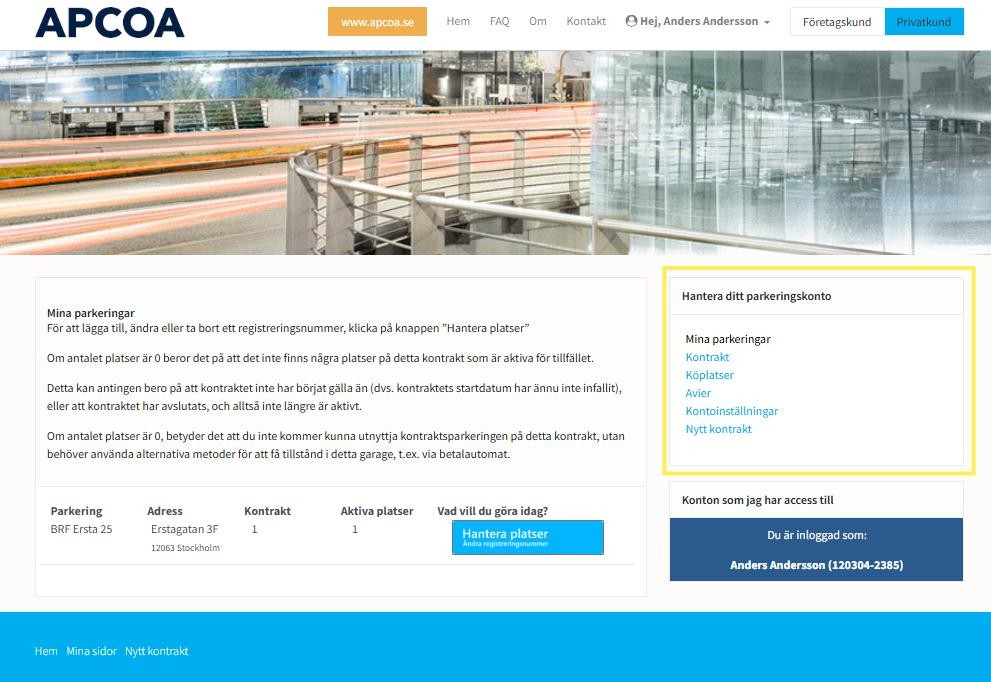 APCOA
www.apcoa.se
Hem FAQ Om Kontakt Hej, Anders Andersson
Företagskund Privatkund
Mina parkeringar
För att lägga till, ändra eller ta bort ett registreringsnummer, klicka på knappen ”Hantera platser”
Om antalet platser är 0 beror det på att det inte finns några platser på detta kontrakt som är aktiva för tillfället.
Detta kan antingen bero på att kontraktet inte har börjat gälla än (dvs. kontraktets startdatum har ännu inte infallit),
eller att kontraktet har avslutats, och alltså inte längre är aktivt.
Om antalet platser är 0, betyder det att du inte kommer kunna utnyttja kontraktsparkeringen på detta kontrakt, utan
behöver använda alternativa metoder för att få tillstånd i detta garage, t.ex. via betalautomat.
Parkering Adress Kontrakt Aktiva platser Vad vill du göra idag?
BRF Ersta 25 Erstagatan 3F 1 1 Hantera platser
Ändra registreringsnummer
12063 Stockholm
Hantera ditt parkeringskonto
Mina parkeringar
Kontrakt
Köplatser
Avier
Kontoinställningar
Nytt kontrakt
Konton som jag har access till
Du är inloggad som:
Anders Andersson (120304-2385)
Hem Mina sidor Nytt kontrakt